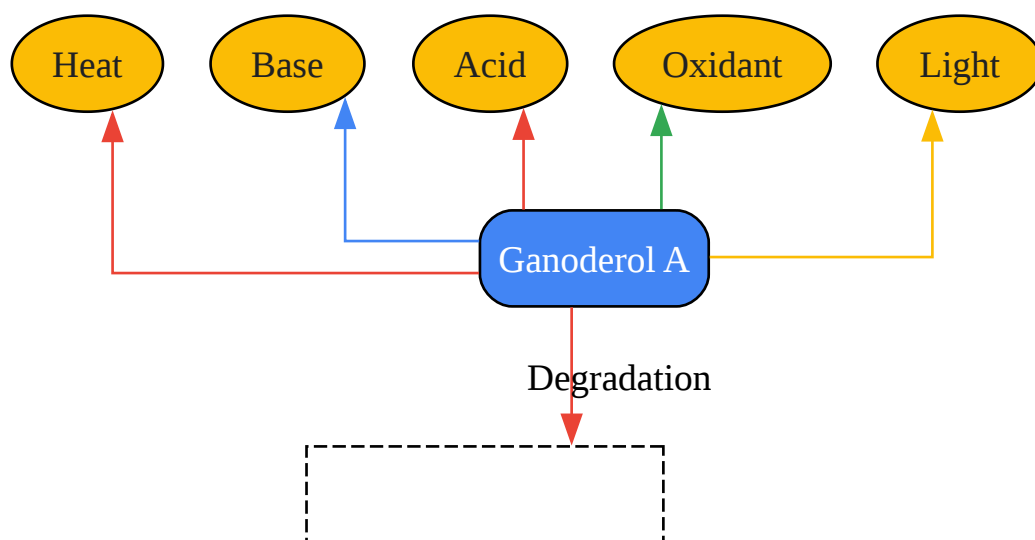 Heat
Base
Acid
Oxidant
Light
Ganoderol A
Degradation